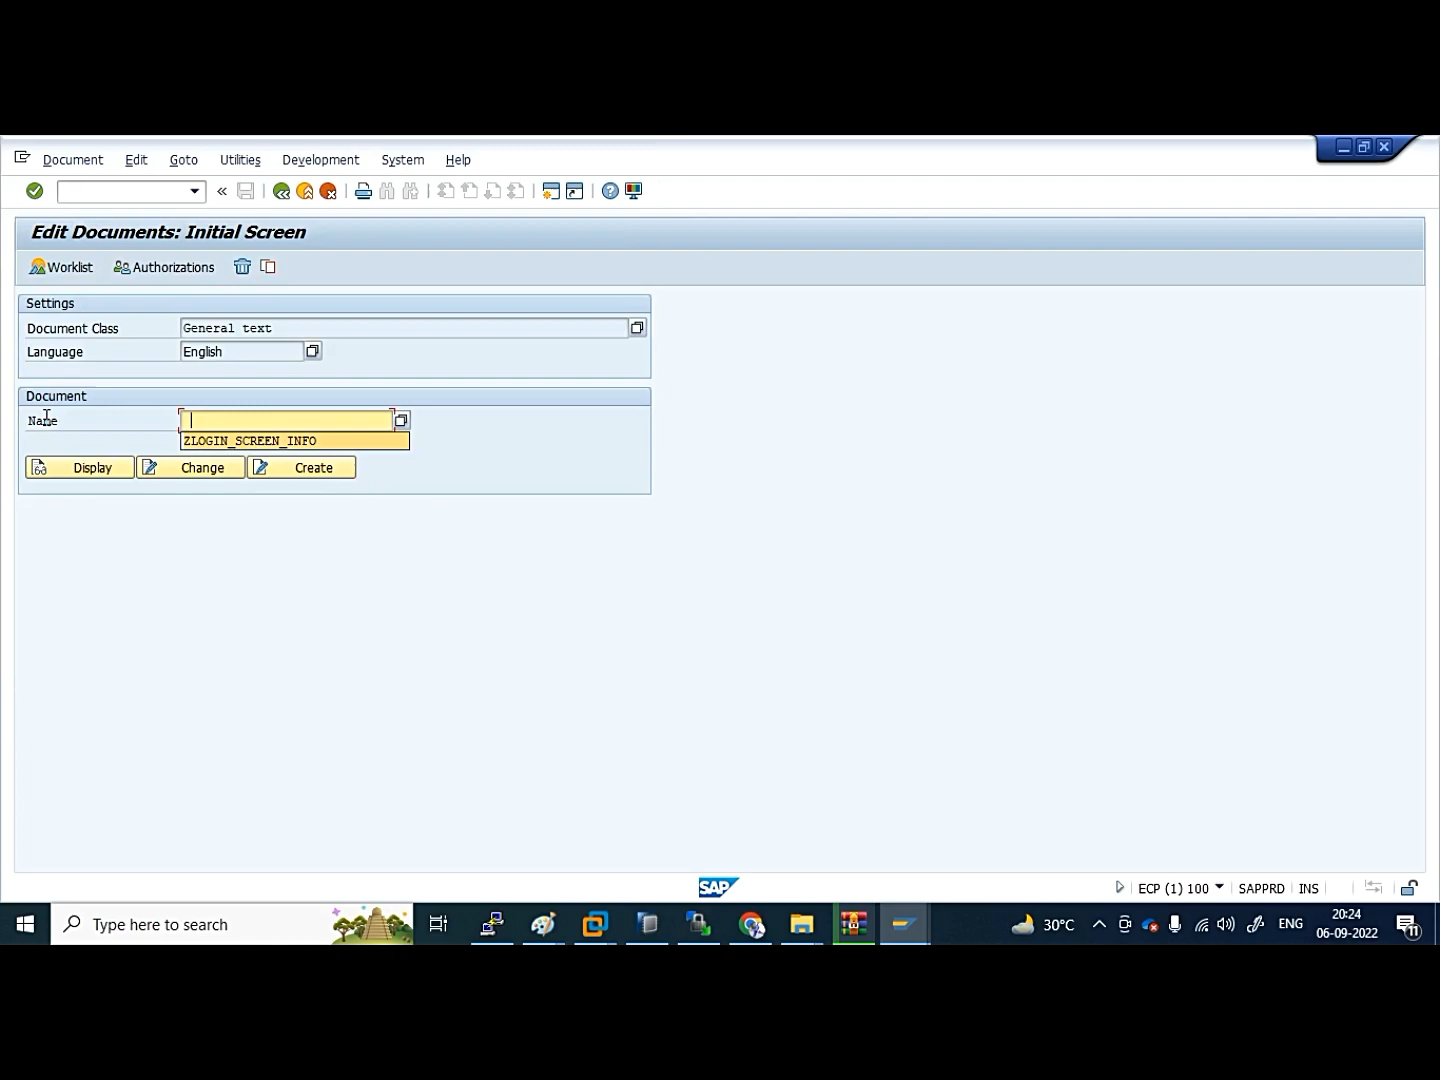 Document Edit Goto Utilities Development System Help
Edit Documents: Initial Screen
Worklist Authorizations
Settings
Document Class General text
Language English
Document
Name
ZLOGIN_SCREEN_INFO
Display Change Create
SAP ECP (1) 100 SAPPRD INS
Type here to search 30°C ENG 20:24
06-09-2022 11